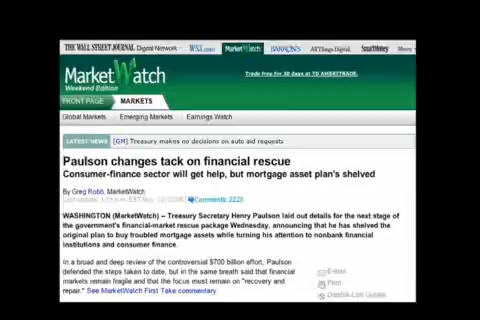 THE WALL STREET JOURNAL Digital Network WSJ.com MarketWatch BARRON'S AllThingsDigital SmartMoney More
MarketWatch
Weekend Edition
Trade free for 30 days at TD AMERITRADE.
FRONT PAGE MARKETS
Global Markets Emerging Markets Earnings Watch
LATEST NEWS [GM] Treasury makes no decisions on auto aid requests
Paulson changes tack on financial rescue
Consumer-finance sector will get help, but mortgage asset plan's shelved
By Greg Robb, MarketWatch
Last update: EST Nov. Comments: 2220
WASHINGTON (MarketWatch) -- Treasury Secretary Henry Paulson laid out details for the next stage of
the government's financial-market rescue package Wednesday, announcing that he has shelved the
original plan to buy troubled mortgage assets while turning his attention to nonbank financial
institutions and consumer finance.
In a broad and deep review of the controversial $700 billion effort, Paulson
defended the steps taken to date, but in the same breath said that financial
markets remain fragile and that the focus must remain on "recovery and
repair." See MarketWatch First Take commentary.
E-mail
Print
Disable Live Quotes